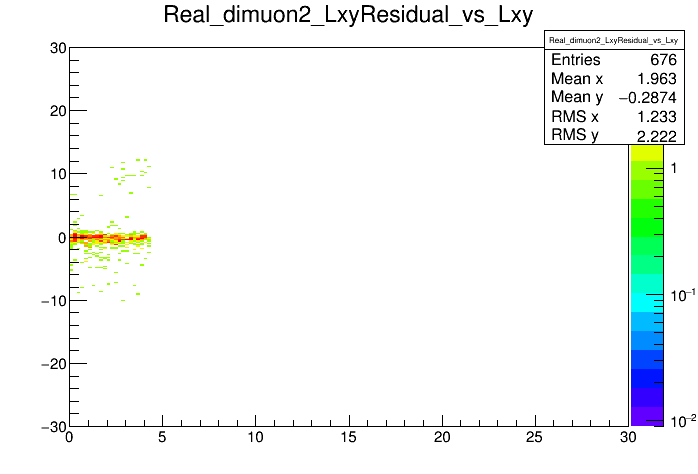 Real_dimuon2_LxyResidual_vs_Lxy
Real_dimuon2_LxyResidual_vs_Lxy
Entries 676
Mean x 1.963
Mean y −0.2874
RMS x 1.233
RMS y 2.222
30
20
10
0
−10
−20
−30
0 5 10 15 20 25 30
1
10⁻¹
10⁻²